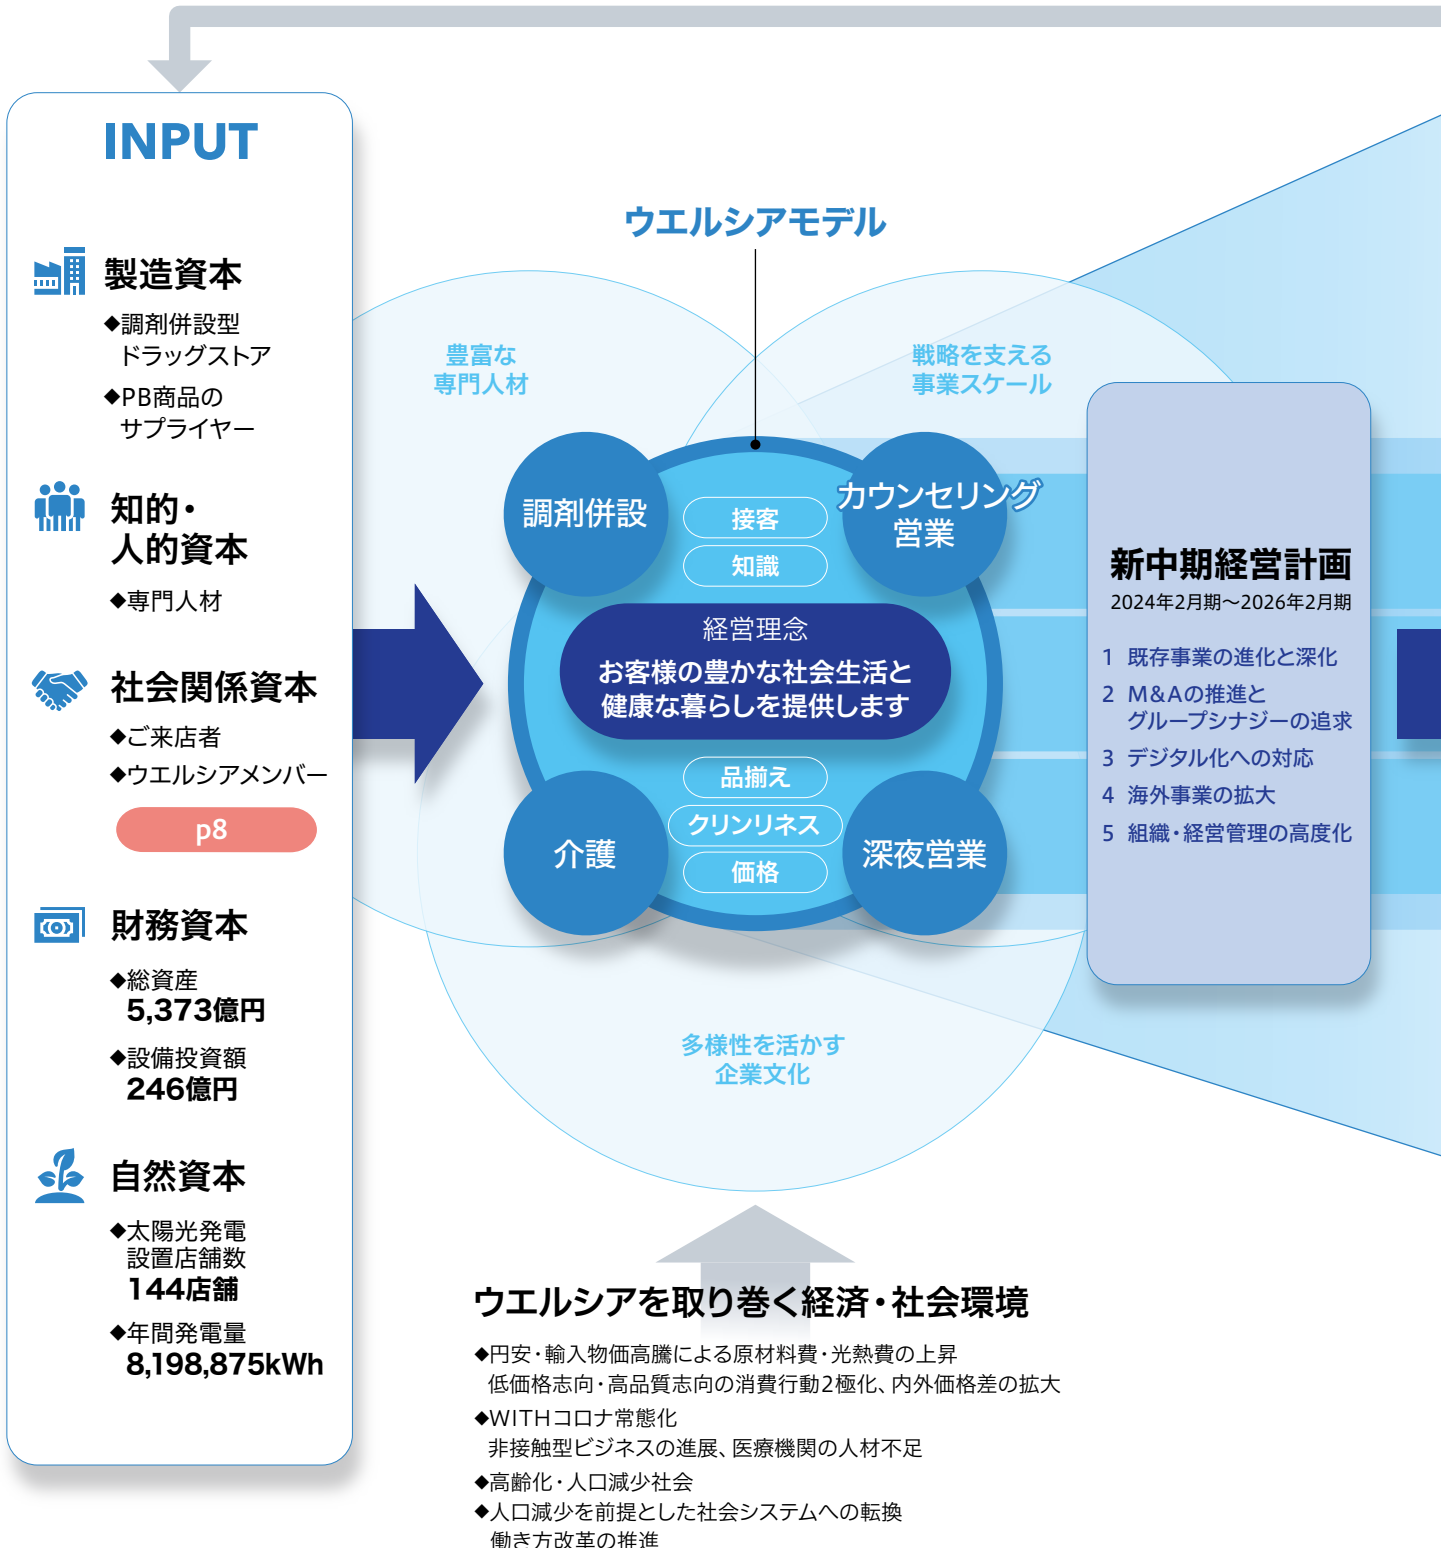 INPUT
製造資本
◆調剤併設型
ドラッグストア
◆PB商品の
サプライヤー
知的・
人的資本
◆専門人材
社会関係資本
◆ご来店者
◆ウエルシアメンバー
p8
財務資本
◆総資産
5,373億円
◆設備投資額
246億円
自然資本
◆太陽光発電
設置店舗数
144店舗
◆年間発電量
8,198,875kWh
ウエルシアモデル
豊富な
専門人材
戦略を支える
事業スケール
調剤併設
接客
知識
カウンセリング
営業
経営理念
お客様の豊かな社会生活と
健康な暮らしを提供します
介護
品揃え
クリンリネス
価格
深夜営業
多様性を活かす
企業文化
新中期経営計画
2024年2月期～2026年2月期
1 既存事業の進化と深化
2 M&Aの推進と
グループシナジーの追求
3 デジタル化への対応
4 海外事業の拡大
5 組織・経営管理の高度化
ウエルシアを取り巻く経済・社会環境
◆円安・輸入物価高騰による原材料費・光熱費の上昇
低価格志向・高品質志向の消費行動2極化、内外価格差の拡大
◆WITHコロナ常態化
非接触型ビジネスの進展、医療機関の人材不足
◆高齢化・人口減少社会
◆人口減少を前提とした社会システムへの転換
働き方改革の推進